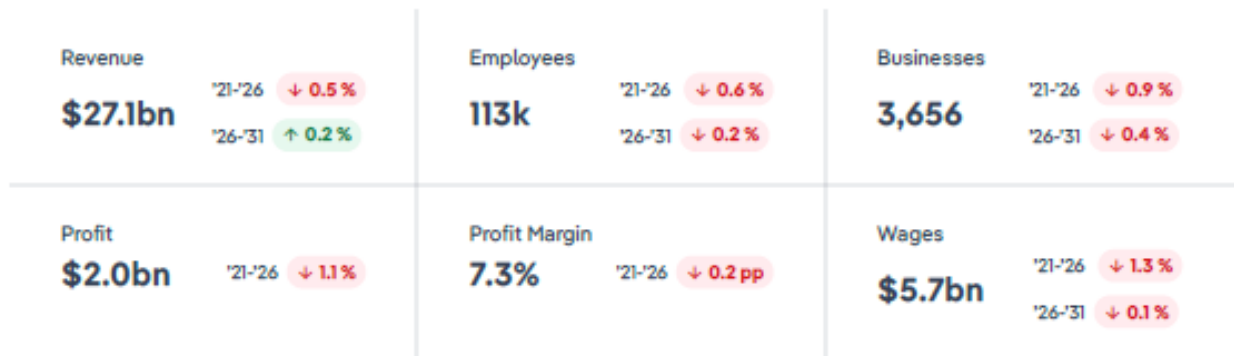 Revenue
$27.1bn
'21-'26 ↓ 0.5 %
'26-'31 ↑ 0.2 %
Employees
113k
'21-'26 ↓ 0.6 %
'26-'31 ↓ 0.2 %
Businesses
3,656
'21-'26 ↓ 0.9 %
'26-'31 ↓ 0.4 %
Profit
$2.0bn
'21-'26 ↓ 1.1 %
Profit Margin
7.3%
'21-'26 ↓ 0.2 pp
Wages
$5.7bn
'21-'26 ↓ 1.3 %
'26-'31 ↓ 0.1 %